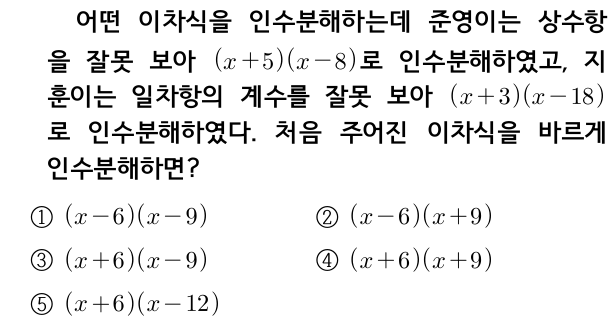 어떤 이차식을 인수분해하는데 준영이는 상수항
을 잘못 보아 (x+5)(x-8)로 인수분해하였고, 지
훈이는 일차항의 계수를 잘못 보아 (x+3)(x-18)
로 인수분해하였다. 처음 주어진 이차식을 바르게
인수분해하면?
① (x-6)(x-9) ② (x-6)(x+9)
③ (x+6)(x-9) ④ (x+6)(x+9)
⑤ (x+6)(x-12)